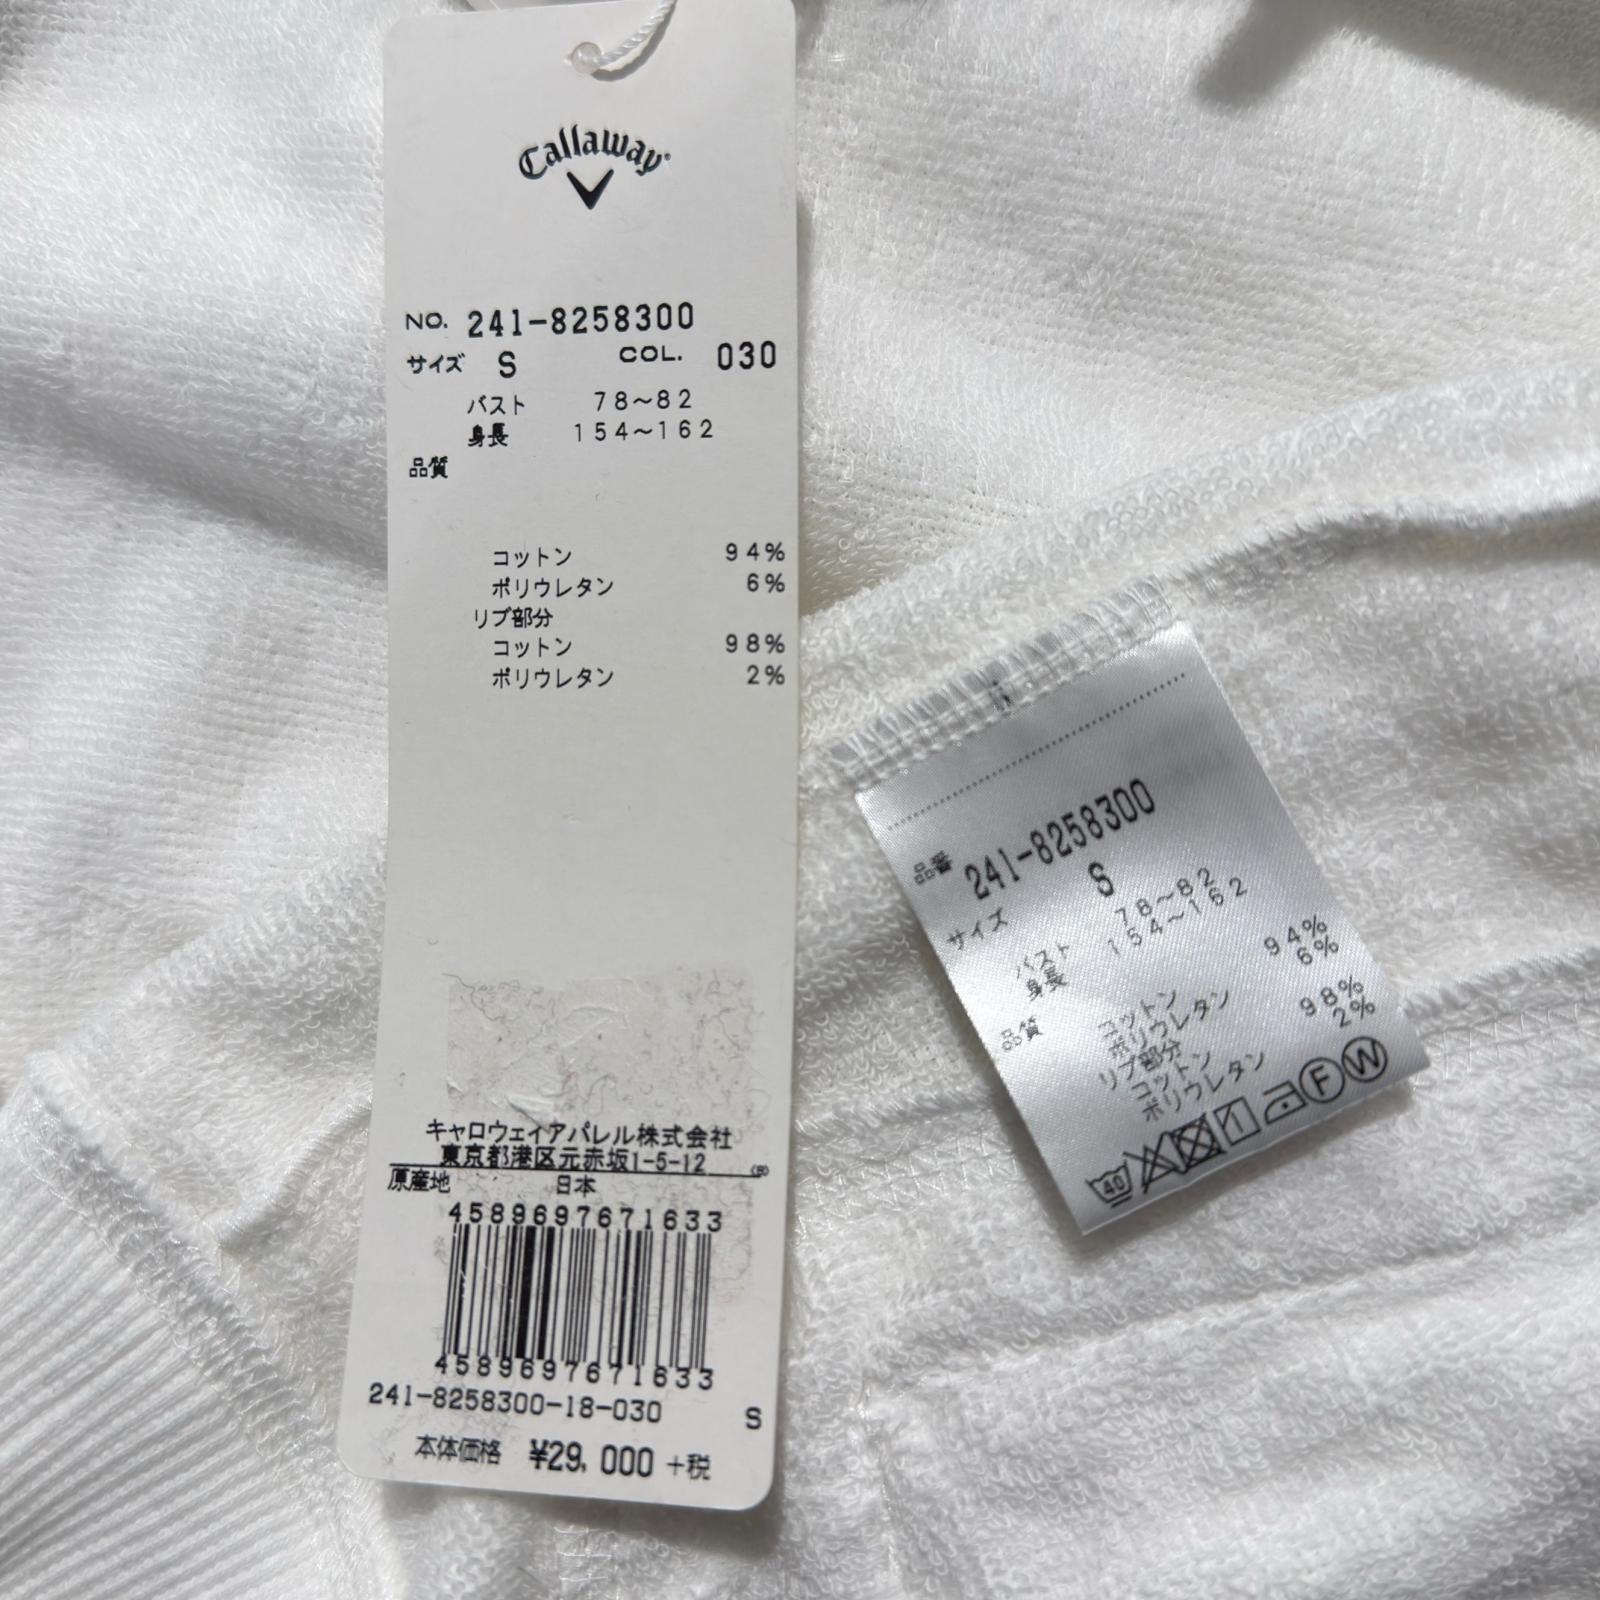 Callaway
NO. 241-8258300
サイズ S COL. 030
バスト 78~82
身長 154~162
品質
コットン 94%
ポリウレタン 6%
リブ部分
コットン 98%
ポリウレタン 2%
キャロウェイアパレル株式会社
東京都港区元赤坂1-5-12
(R)
原産地 日本
4589697671633
4589697671633
241-8258300-18-030 S
本体価格 ¥29,000 +税
品番 241-8258300
サイズ S
バスト 78~82
身長 154~162
品質
コットン 94%
ポリウレタン 6%
リブ部分
コットン 98%
ポリウレタン 2%
40 F W